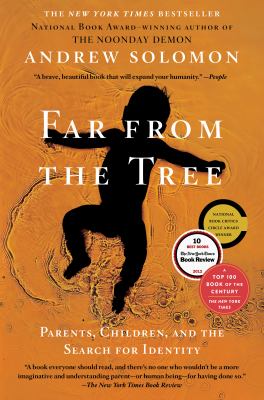 THE NEW YORK TIMES BESTSELLER
NATIONAL BOOK AWARD–WINNING AUTHOR OF
THE NOONDAY DEMON
ANDREW SOLOMON
"A brave, beautiful book that will expand your humanity." —People
FAR FROM
THE TREE
NATIONAL
BOOK CRITICS
CIRCLE AWARD
WINNER
10
BEST BOOKS
The New York Times
Book Review
2012
TOP 100
BOOK OF THE
CENTURY
THE NEW YORK
TIMES
PARENTS, CHILDREN, AND THE
SEARCH FOR IDENTITY
"A book everyone should read, and there's no one who wouldn't be a more
imaginative and understanding parent—or human being—for having done so."
—The New York Times Book Review